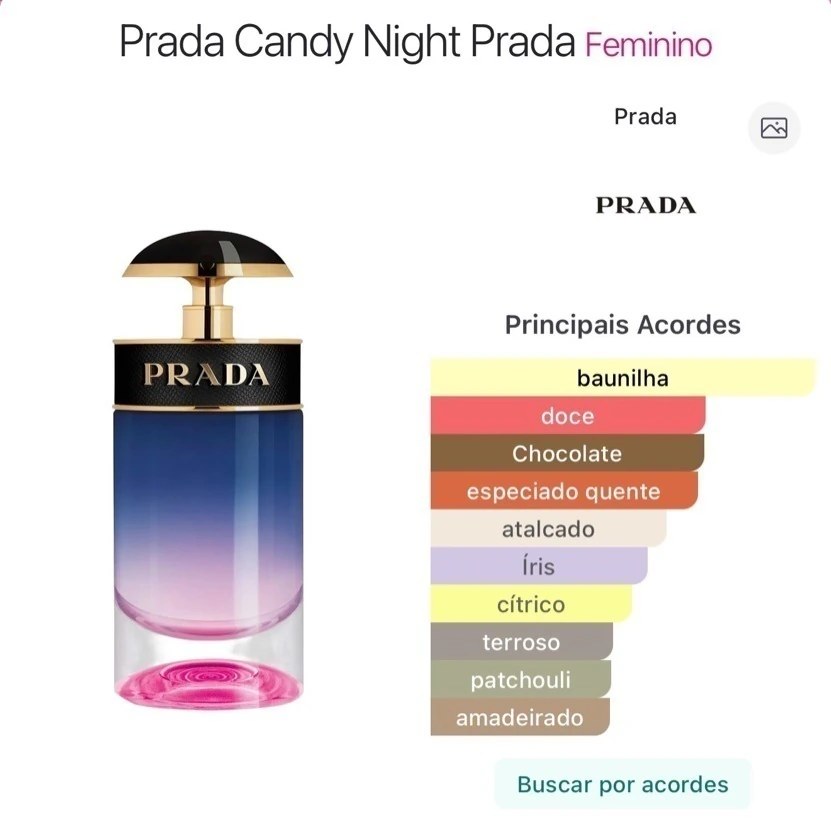 Prada Candy Night Prada Feminino
Prada
PRADA
PRADA
Principais Acordes
baunilha
doce
Chocolate
especiado quente
atalcado
Íris
cítrico
terroso
patchouli
amadeirado
Buscar por acordes